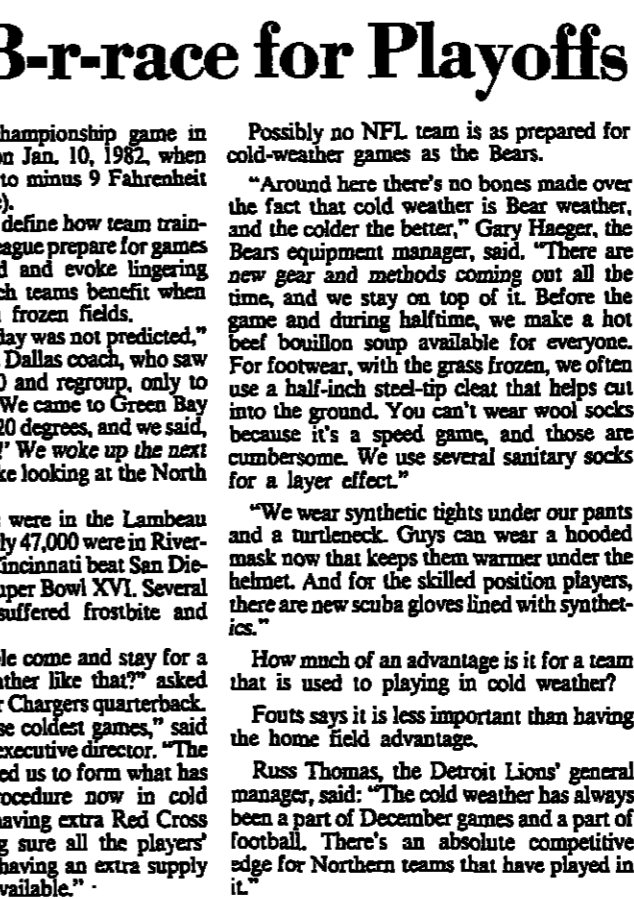 B-r-race for Playoffs
hampionship game in
on Jan. 10, 1982, when
to minus 9 Fahrenheit
).
define how team train-
eague prepare for games
d and evoke lingering
ch teams benefit when
frozen fields.
day was not predicted,"
Dallas coach, who saw
0 and regroup, only to
We came to Green Bay
20 degrees, and we said,
!' We woke up the next
ke looking at the North
were in the Lambeau
ly 47,000 were in River-
Cincinnati beat San Die-
uper Bowl XVI. Several
suffered frostbite and
le come and stay for a
ather like that?" asked
r Chargers quarterback.
se coldest games," said
executive director. "The
ed us to form what has
rocedure now in cold
having extra Red Cross
g sure all the players'
having an extra supply
vailable."
Possibly no NFL team is as prepared for
cold-weather games as the Bears.
"Around here there's no bones made over
the fact that cold weather is Bear weather,
and the colder the better," Gary Haeger, the
Bears equipment manager, said. "There are
new gear and methods coming out all the
time, and we stay on top of it. Before the
game and during halftime, we make a hot
beef bouillon soup available for everyone.
For footwear, with the grass frozen, we often
use a half-inch steel-tip cleat that helps cut
into the ground. You can't wear wool socks
because it's a speed game, and those are
cumbersome. We use several sanitary socks
for a layer effect."
"We wear synthetic tights under our pants
and a turtleneck. Guys can wear a hooded
mask now that keeps them warmer under the
helmet. And for the skilled position players,
there are new scuba gloves lined with synthet-
ics."
How much of an advantage is it for a team
that is used to playing in cold weather?
Fouts says it is less important than having
the home field advantage.
Russ Thomas, the Detroit Lions' general
manager, said: "The cold weather has always
been a part of December games and a part of
football. There's an absolute competitive
edge for Northern teams that have played in
it."